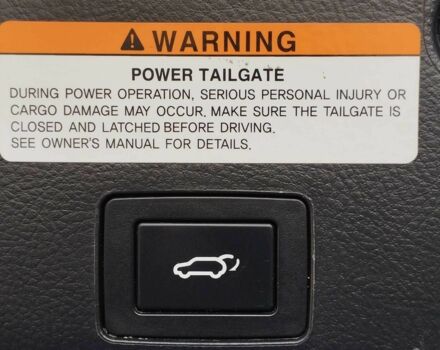 WARNING
POWER TAILGATE
DURING POWER OPERATION, SERIOUS PERSONAL INJURY OR
CARGO DAMAGE MAY OCCUR. MAKE SURE THE TAILGATE IS
CLOSED AND LATCHED BEFORE DRIVING.
SEE OWNER'S MANUAL FOR DETAILS.